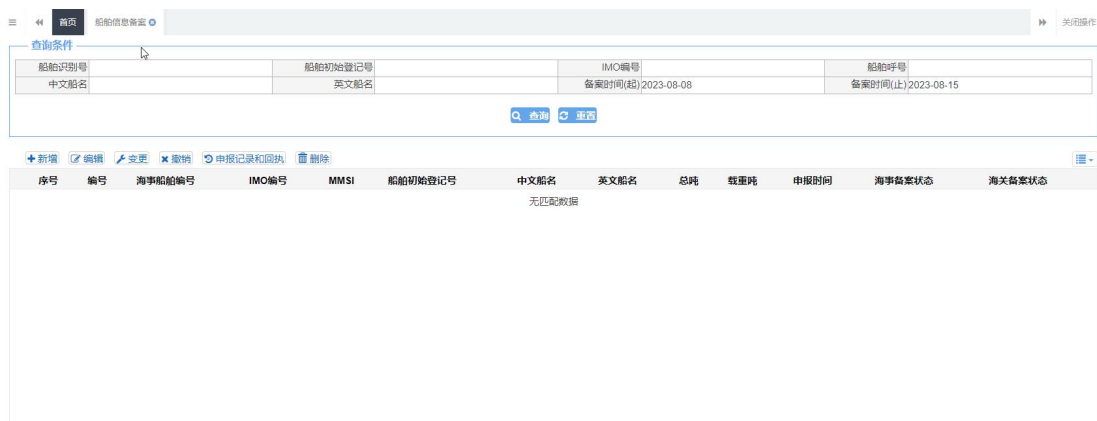 首页 船舶信息备案 关闭操作
查询条件
船舶识别号 船舶初始登记号 IMO编号 船舶呼号
中文船名 英文船名 备案时间(起) 2023-08-08 备案时间(止) 2023-08-15
查询 重置
新增 编辑 变更 撤销 申报记录和回执 删除
序号 编号 海事船舶编号 IMO编号 MMSI 船舶初始登记号 中文船名 英文船名 总吨 载重吨 申报时间 海事备案状态 海关备案状态
无匹配数据